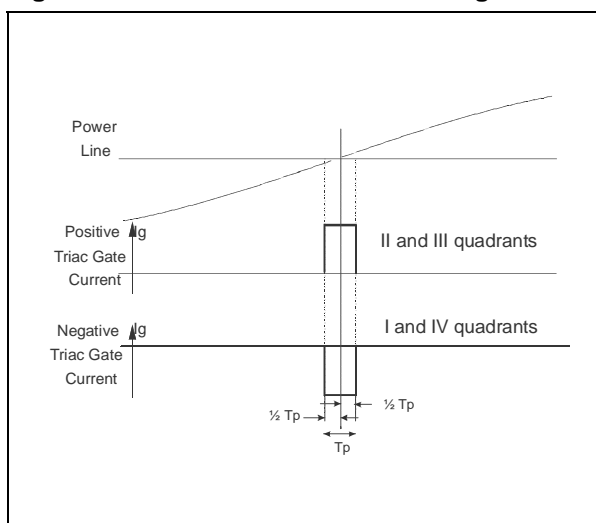 Power
Line
Positive Ig
Triac Gate
Current
II and III quadrants
Negative Ig
Triac Gate
Current
I and IV quadrants
½ Tp
½ Tp
Tp